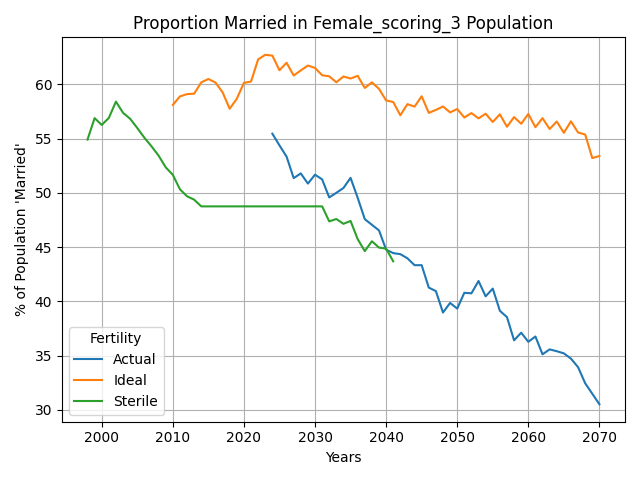 Proportion Married in Female_scoring_3 Population
% of Population 'Married'
60
55
50
45
40
35
30
Fertility
Actual
Ideal
Sterile
2000 2010 2020 2030 2040 2050 2060 2070
Years